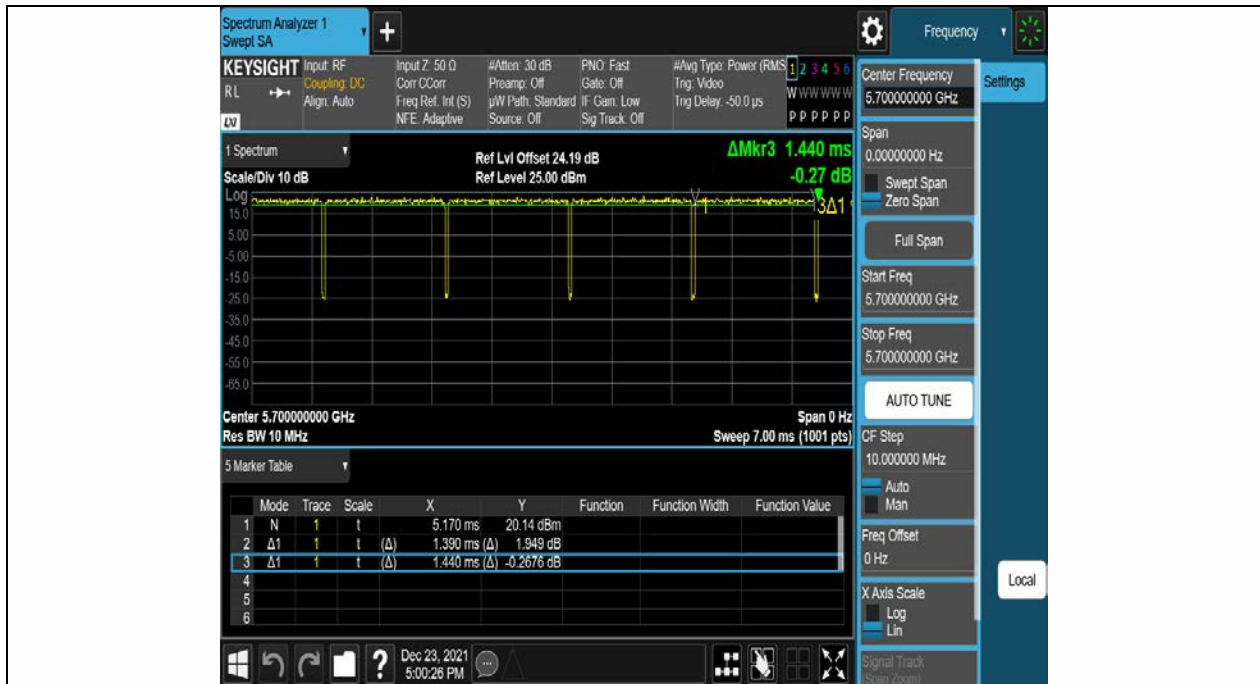 Spectrum Analyzer 1
Swept SA
+
Frequency
KEYSIGHT
RL
LXI
Input: RF
Coupling: DC
Align: Auto
Input Z: 50 Ω
Corr CCorr
Freq Ref: Int (S)
NFE: Adaptive
#Atten: 30 dB
Preamp: Off
µW Path: Standard
Source: Off
PNO: Fast
Gate: Off
IF Gain: Low
Sig Track: Off
#Avg Type: Power (RMS
Trig: Video
Trig Delay: -50.0 µs
1 2 3 4 5 6
W W W W W W
P P P P P P
1 Spectrum
Scale/Div 10 dB
Ref Lvl Offset 24.19 dB
Ref Level 25.00 dBm
ΔMkr3 1.440 ms
-0.27 dB
Log
15.0
5.00
-5.00
-15.0
-25.0
-35.0
-45.0
-55.0
-65.0
1
3Δ1
Center 5.700000000 GHz
Res BW 10 MHz
Span 0 Hz
Sweep 7.00 ms (1001 pts)
5 Marker Table
Mode Trace Scale X Y Function Function Width Function Value
1 N 1 t 5.170 ms 20.14 dBm
2 Δ1 1 t (Δ) 1.390 ms (Δ) 1.949 dB
3 Δ1 1 t (Δ) 1.440 ms (Δ) -0.2676 dB
4
5
6
?
Dec 23, 2021
5:00:26 PM
Center Frequency
5.700000000 GHz
Settings
Span
0.00000000 Hz
Swept Span
Zero Span
Full Span
Start Freq
5.700000000 GHz
Stop Freq
5.700000000 GHz
AUTO TUNE
CF Step
10.000000 MHz
Auto
Man
Freq Offset
0 Hz
X Axis Scale
Log
Lin
Local
Signal Track
(Span Zoom)